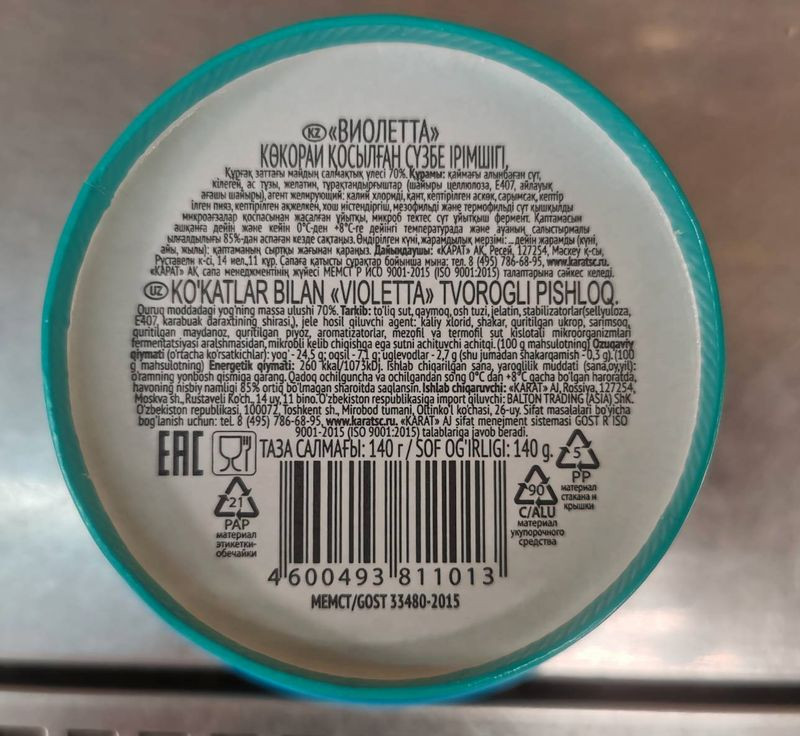 KZ «ВИОЛЕТТА»
КӨКОРАЙ ҚОСЫЛҒАН СҮЗБЕ ІРІМШІГІ,
Құрғақ заттағы майдың салмақтық үлесі 70%. Құрамы: қаймағы алынбаған сүт,
кілегей, ас тұзы, желатин, тұрақтандырғыштар (шайыры целлюлоза, Е407, айлауық
ағашы шайыры), агент желирующий: калий хлориді, қант, кептірілген аскөк, сарымсақ, кептір
ілген пияз, кептірілген ақжелкен, хош иістендіргіш, мезофильді және термофильді сүт қышқылды
микроағзалар қоспасынан жасалған ұйытқы, микроб тектес сүт ұйытқыш фермент. Қаптамасын
ашқанға дейін және кейін 0°С-ден +8°С-ге дейінгі температурада және ауаның салыстырмалы
ылғалдылығы 85%-дан аспаған кезде сақтаңыз. Өндірілген күні, жарамдылық мерзімі: ...дейін жарамды (күні,
айы, жылы): қаптаманың сыртқы жағынан қараңыз. Дайындаушы: «КАРАТ» АҚ, Ресей, 127254, Мәскеу қ-сы,
Руставели к-сі, 14 иел.,11 құр. Сапаға қатысты сұрақтар бойынша мына: тел. 8 (495) 786-68-95, www.karatsc.ru.
«КАРАТ» АҚ сапа менеджментінің жүйесі МЕМСТ Р ИСО 9001-2015 (ISO 9001:2015) талаптарына сәйкес келеді.
UZ KO'KATLAR BILAN «VIOLETTA» TVOROGLI PISHLOQ.
Quruq moddadagi yog'ning massa ulushi 70%. Tarkib: to'liq sut, qaymoq, osh tuzi, jelatin, stabilizatorlar(sellyuloza,
E407, karabuak daraxtining shirasi), jele hosil qiluvchi agent: kaliy xlorid, shakar, quritilgan ukrop, sarimsoq,
quritilgan maydanoz, quritilgan piyoz, aromatizatorlar, mezofil va termofil sut kislotali mikroorganizmlari
fermentatsiyasi aralshmasidan, mikrobli kelib chiqishga ega sutni achituvchi achitqi. (100 g mahsulotning) Ozuqaviy
qiymati (o'rtacha ko'rsatkichlar): yog' - 24,5 g; oqsil - 7,1 g; uglevodlar - 2,7 g (shu jumadan shakarqamish - 0,3 g). (100
g mahsulotning) Energetik qiymati: 260 kkal/1073kDj. Ishlab chiqarilgan sana, yaroqlilik muddati (sana,oy,yil):
o'ramning yonbosh qismiga qarang. Qadoq ochilguncha va ochilgandan so'ng 0°C dan +8°C gacha bo'lgan haroratda,
havoning nisbiy namligi 85% ortiq bo'lmagan sharoitda saqlansin. Ishlab chiqaruvchi: «KARAT» AJ, Rossiya, 127254,
Moskva sh., Rustaveli Ko'ch., 14 uy, 11 bino. O'zbekiston respublikasiga import qiluvchi: BALTON TRADING (ASIA) ShK.
O'zbekiston republikasi, 100072, Toshkent sh., Mirobod tumani, Oltinko'l ko'chasi, 26-uy. Sifat masalalari bo'yicha
bog'lanish uchun: tel. 8 (495) 786-68-95, www.karatsc.ru. «KARAT» AJ sifat menejment sistemasi GOST R ISO
9001-2015 (ISO 9001:2015) talablariga javob beradi.
EAC ТАЗА САЛМАҒЫ: 140 г / SOF OG'IRLIGI: 140 g.
5
PP
материал
стакана и
крышки
21
PAP
материал
этикетки-
обечайки
90
C/ALU
материал
укупорочного
средства
4 600493 811013
МЕМСТ/GOST 33480-2015